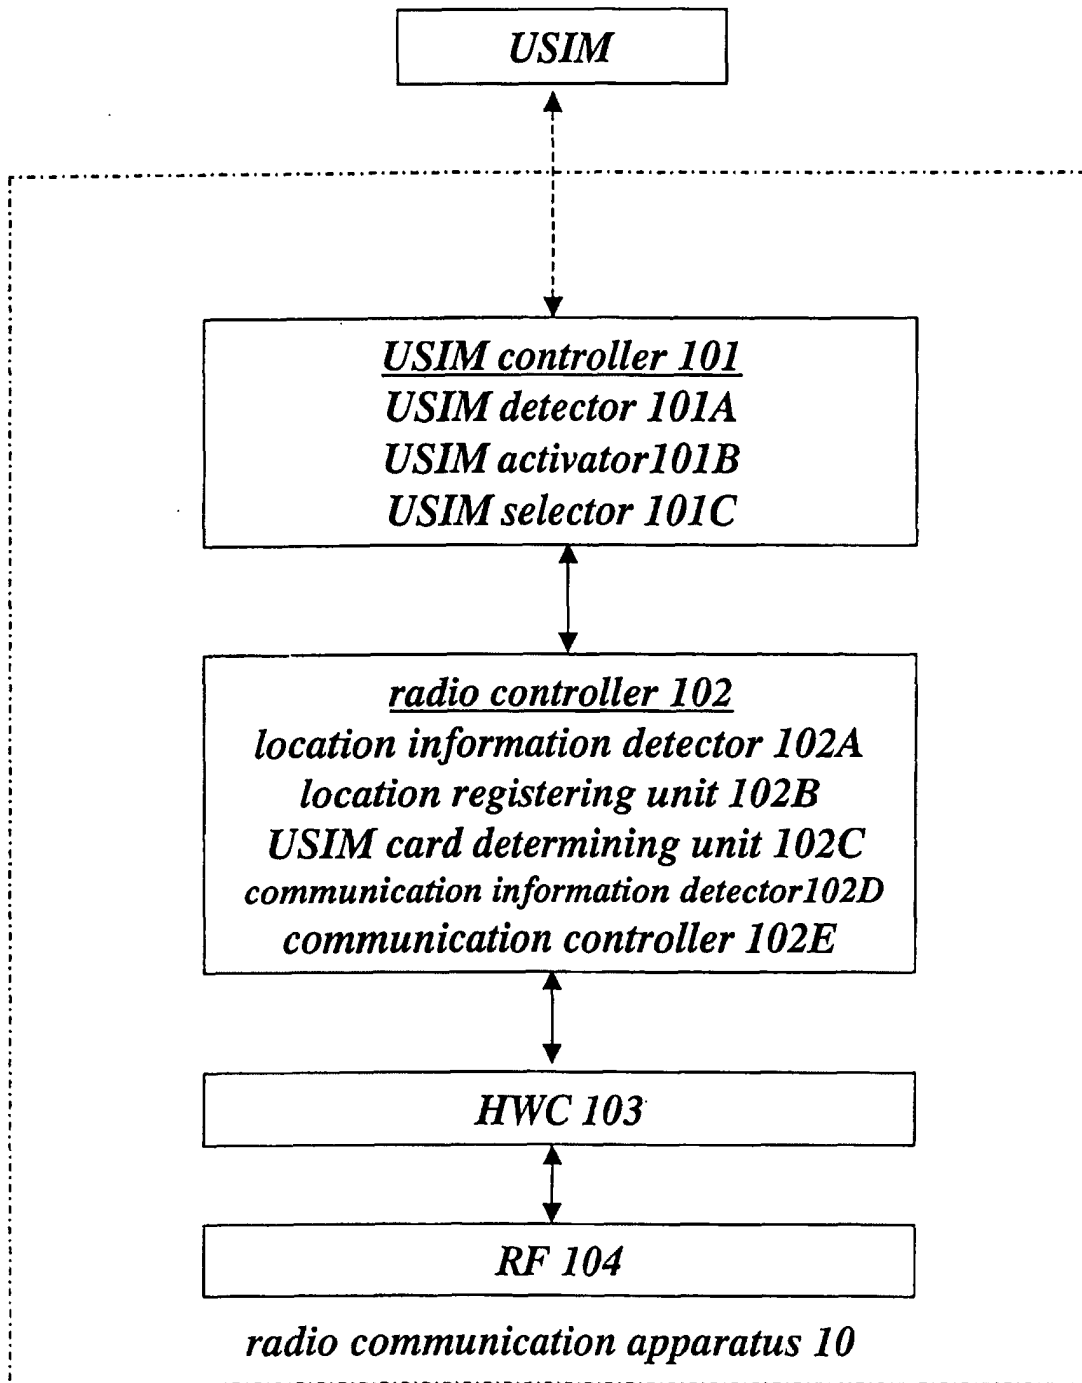 USIM
USIM controller 101
USIM detector 101A
USIM activator101B
USIM selector 101C
radio controller 102
location information detector 102A
location registering unit 102B
USIM card determining unit 102C
communication information detector102D
communication controller 102E
HWC 103
RF 104
radio communication apparatus 10